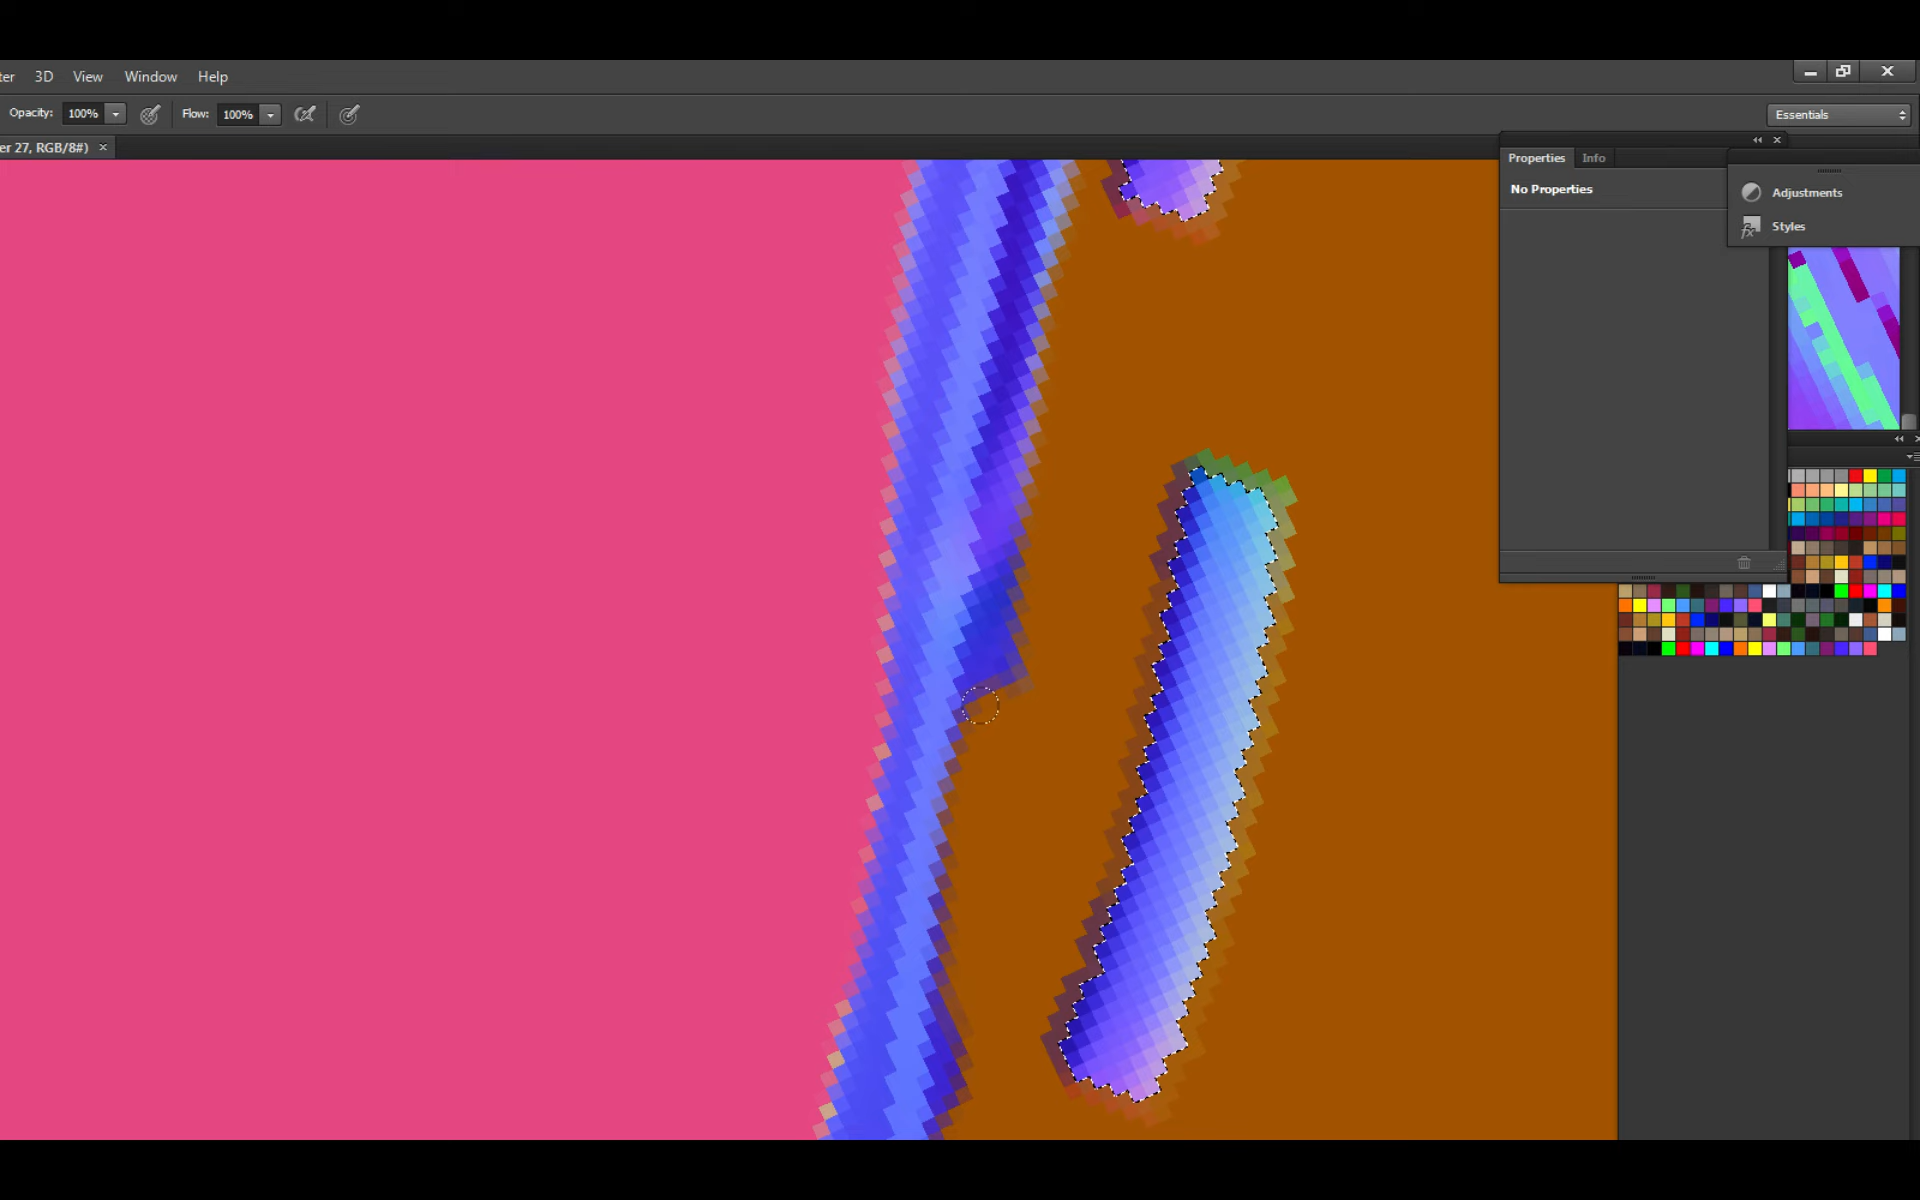 ter 3D View Window Help
Opacity: 100% Flow: 100% Essentials
er 27, RGB/8#) ×
Properties Info
No Properties
Adjustments
Styles